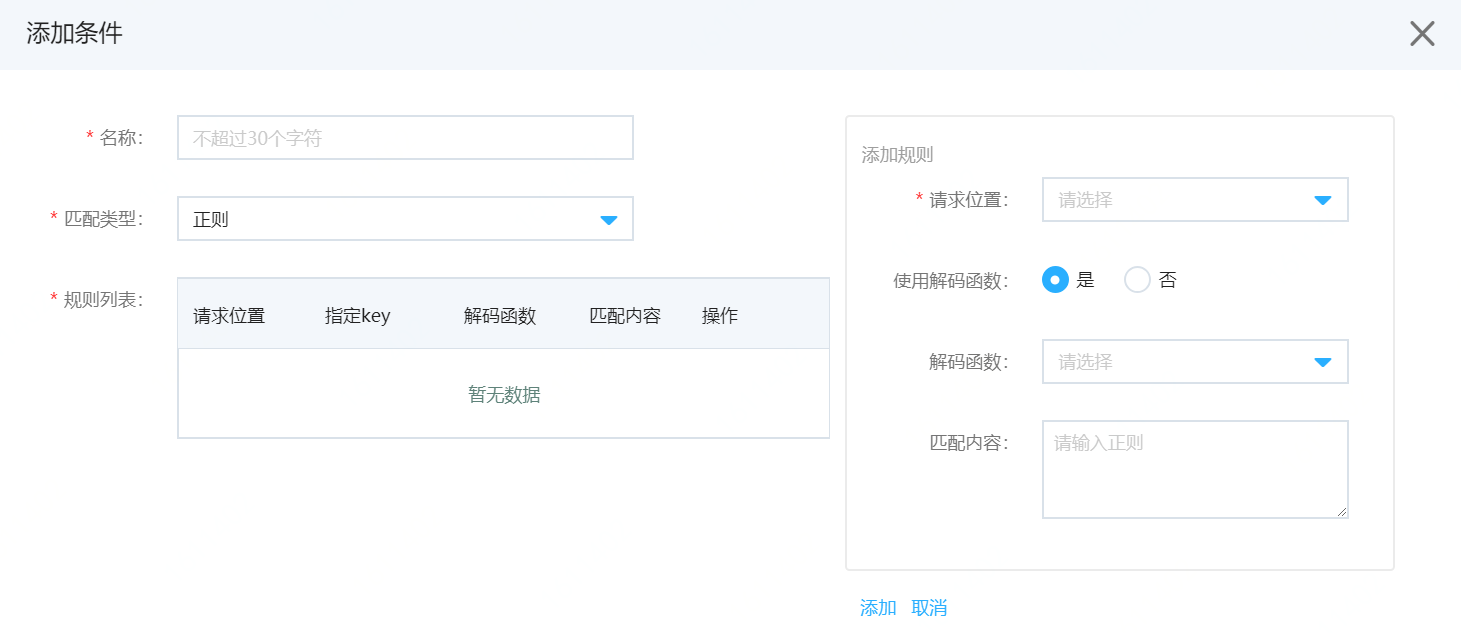 添加条件
* 名称: 不超过30个字符
* 匹配类型: 正则
* 规则列表:
请求位置 指定key 解码函数 匹配内容 操作
暂无数据
添加规则
* 请求位置: 请选择
使用解码函数: 是 否
解码函数: 请选择
匹配内容: 请输入正则
添加 取消